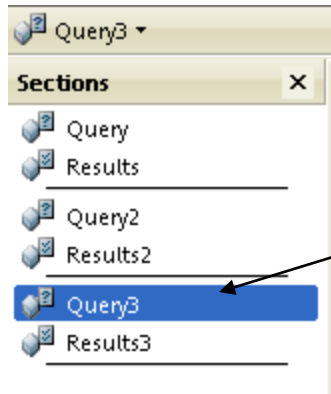 Query3
Sections
Query
Results
Query2
Results2
Query3
Results3